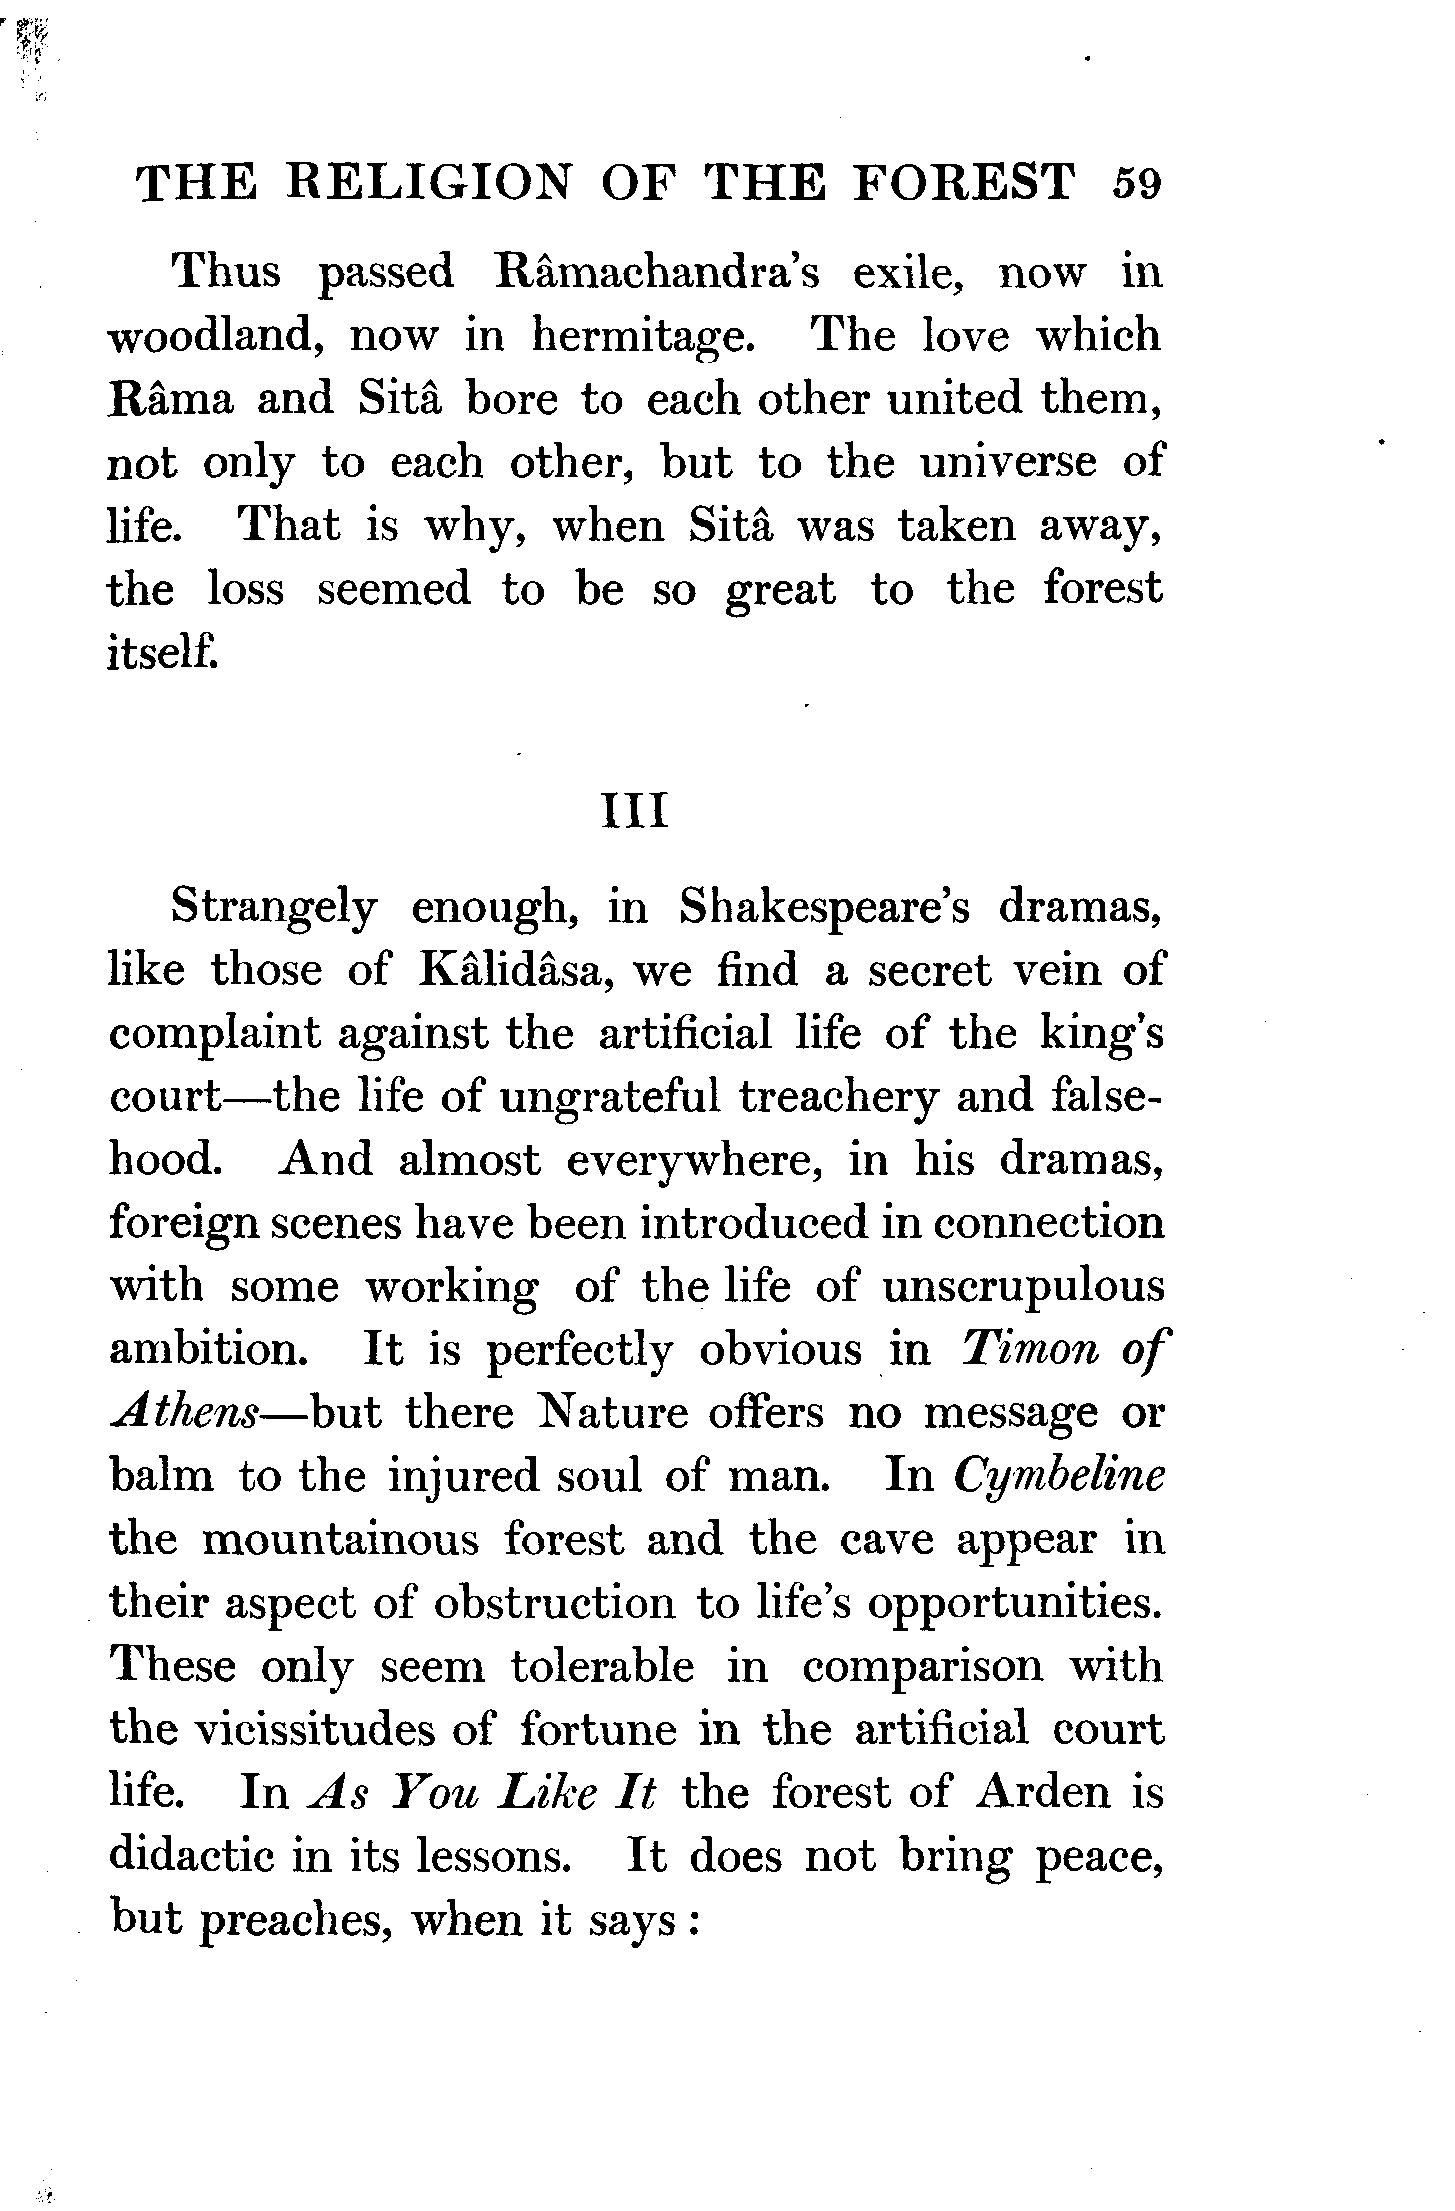 THE RELIGION OF THE FOREST 59
Thus passed Râmachandra's exile, now in
woodland, now in hermitage. The love which
Râma and Sitâ bore to each other united them,
not only to each other, but to the universe of
life. That is why, when Sitâ was taken away,
the loss seemed to be so great to the forest
itself.
III
Strangely enough, in Shakespeare's dramas,
like those of Kâlidâsa, we find a secret vein of
complaint against the artificial life of the king's
court—the life of ungrateful treachery and false-
hood. And almost everywhere, in his dramas,
foreign scenes have been introduced in connection
with some working of the life of unscrupulous
ambition. It is perfectly obvious in Timon of
Athens—but there Nature offers no message or
balm to the injured soul of man. In Cymbeline
the mountainous forest and the cave appear in
their aspect of obstruction to life's opportunities.
These only seem tolerable in comparison with
the vicissitudes of fortune in the artificial court
life. In As You Like It the forest of Arden is
didactic in its lessons. It does not bring peace,
but preaches, when it says :